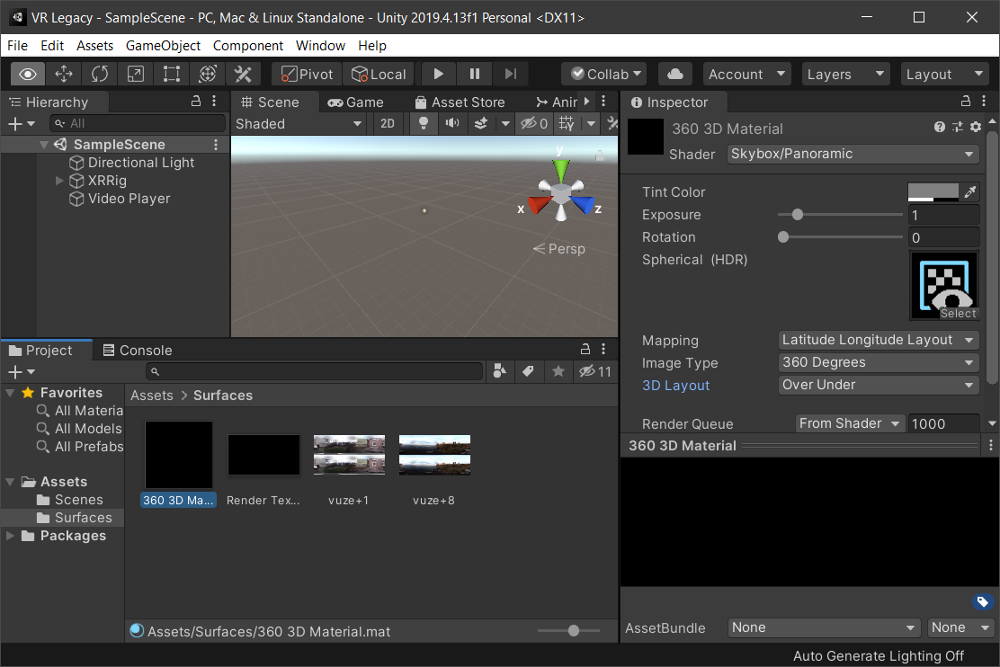 VR Legacy - SampleScene - PC, Mac & Linux Standalone - Unity 2019.4.13f1 Personal <DX11>
File Edit Assets GameObject Component Window Help
Pivot Local Collab Account Layers Layout
Hierarchy
All
SampleScene
Directional Light
XRRig
Video Player
Scene Game Asset Store Anir
Shaded 2D 0
y
x z
Persp
Inspector
360 3D Material
Shader Skybox/Panoramic
Tint Color
Exposure 1
Rotation 0
Spherical (HDR)
Select
Mapping Latitude Longitude Layout
Image Type 360 Degrees
3D Layout Over Under
Render Queue From Shader 1000
360 3D Material
AssetBundle None None
Project Console
11
Favorites
All Materia
All Models
All Prefabs
Assets
Scenes
Surfaces
Packages
Assets > Surfaces
360 3D Ma... Render Tex... vuze+1 vuze+8
Assets/Surfaces/360 3D Material.mat
Auto Generate Lighting Off